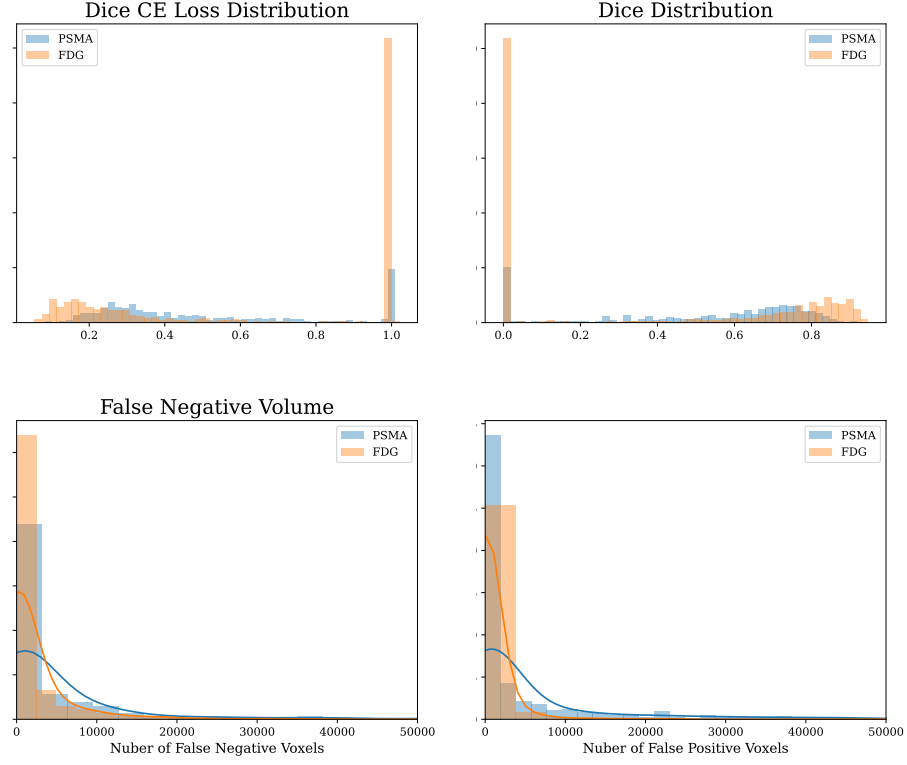 Dice CE Loss Distribution
PSMA
FDG
0.2 0.4 0.6 0.8 1.0
Dice Distribution
PSMA
FDG
0.0 0.2 0.4 0.6 0.8
False Negative Volume
PSMA
FDG
0 10000 20000 30000 40000 50000
Nuber of False Negative Voxels
PSMA
FDG
0 10000 20000 30000 40000 50000
Nuber of False Positive Voxels